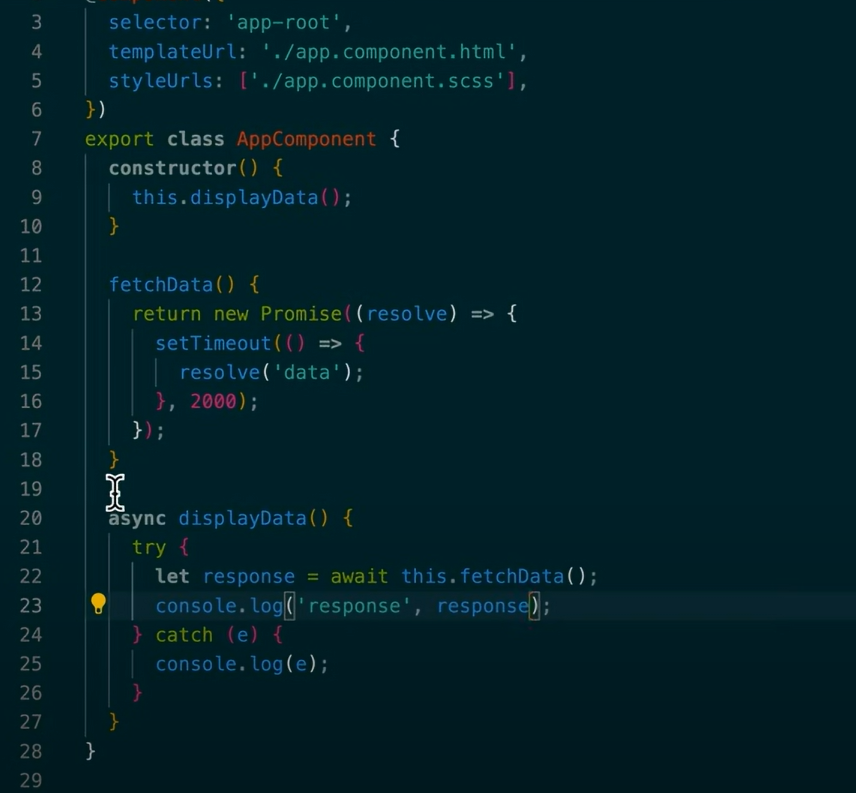 3 selector: 'app-root',
4 templateUrl: './app.component.html',
5 styleUrls: ['./app.component.scss'],
6 })
7 export class AppComponent {
8 constructor() {
9 this.displayData();
10 }
11
12 fetchData() {
13 return new Promise((resolve) => {
14 setTimeout(() => {
15 resolve('data');
16 }, 2000);
17 });
18 }
19
20 async displayData() {
21 try {
22 let response = await this.fetchData();
23 console.log('response', response);
24 } catch (e) {
25 console.log(e);
26 }
27 }
28 }
29